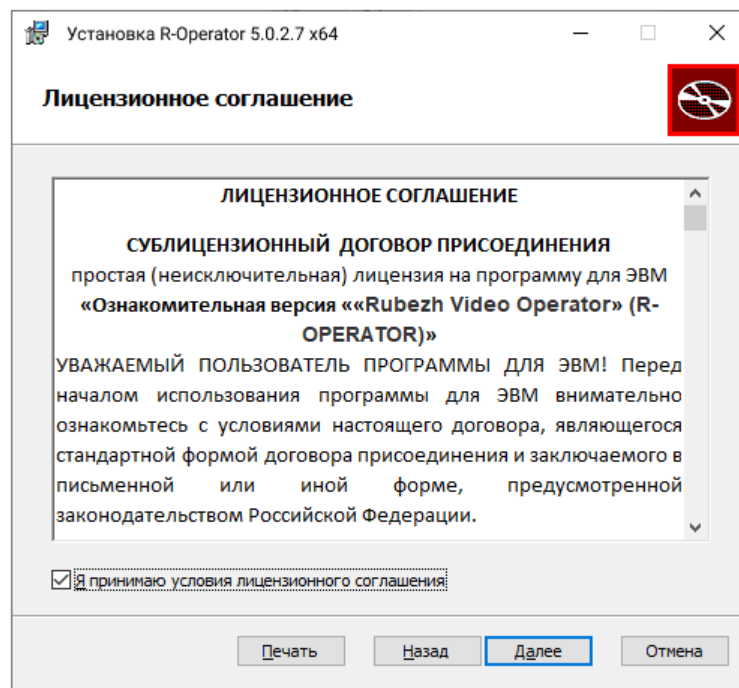 Установка R-Operator 5.0.2.7 x64
Лицензионное соглашение
ЛИЦЕНЗИОННОЕ СОГЛАШЕНИЕ
СУБЛИЦЕНЗИОННЫЙ ДОГОВОР ПРИСОЕДИНЕНИЯ
простая (неисключительная) лицензия на программу для ЭВМ
«Ознакомительная версия ««Rubezh Video Operator» (R-
OPERATOR)»
УВАЖАЕМЫЙ ПОЛЬЗОВАТЕЛЬ ПРОГРАММЫ ДЛЯ ЭВМ! Перед
началом использования программы для ЭВМ внимательно
ознакомьтесь с условиями настоящего договора, являющегося
стандартной формой договора присоединения и заключаемого в
письменной или иной форме, предусмотренной
законодательством Российской Федерации.
Я принимаю условия лицензионного соглашения
Печать Назад Далее Отмена